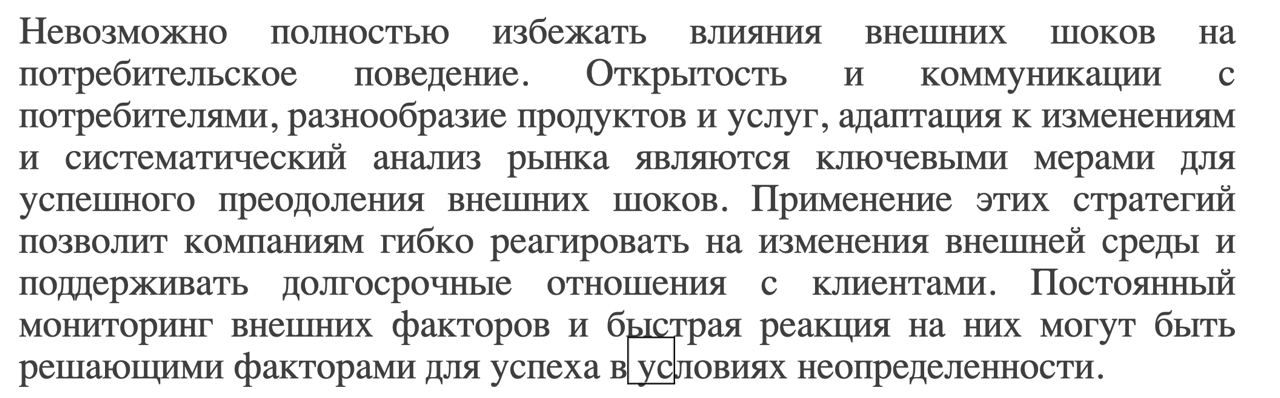 Невозможно полностью избежать влияния внешних шоков на
потребительское поведение. Открытость и коммуникации с
потребителями, разнообразие продуктов и услуг, адаптация к изменениям
и систематический анализ рынка являются ключевыми мерами для
успешного преодоления внешних шоков. Применение этих стратегий
позволит компаниям гибко реагировать на изменения внешней среды и
поддерживать долгосрочные отношения с клиентами. Постоянный
мониторинг внешних факторов и быстрая реакция на них могут быть
решающими факторами для успеха в условиях неопределенности.